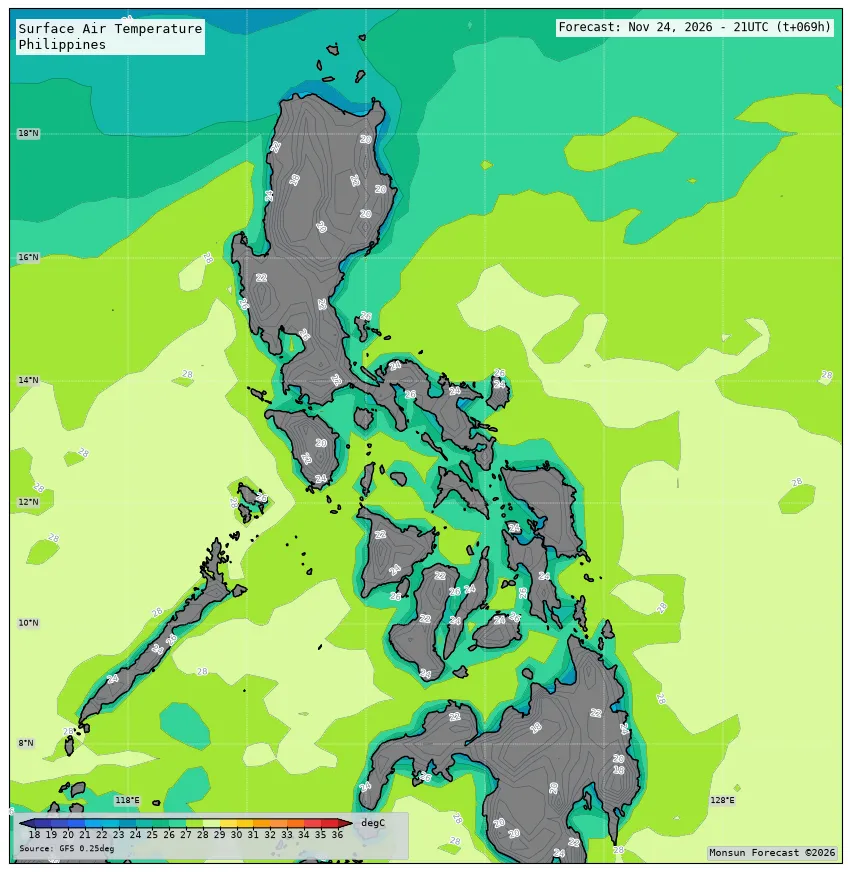 Surface Air Temperature
Philippines
Forecast: Nov 24, 2026 - 21UTC (t+069h)
18°N
16°N
14°N
12°N
10°N
8°N
118°E
128°E
18 19 20 21 22 23 24 25 26 27 28 29 30 31 32 33 34 35 36
degC
Source: GFS 0.25deg
Monsun Forecast ©2026